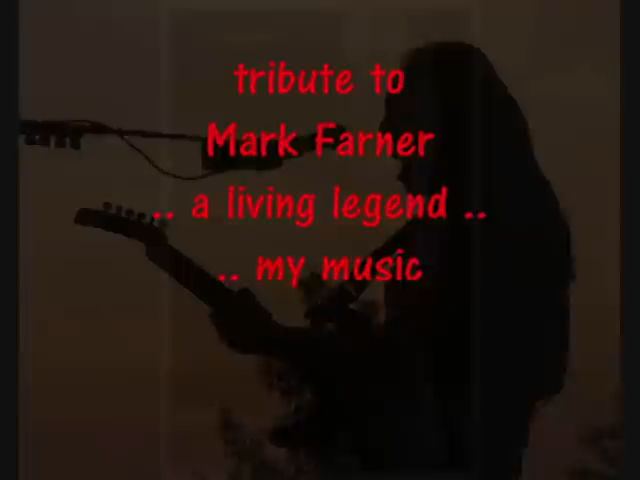 tribute to
Mark Farner
.. a living legend ..
.. my music